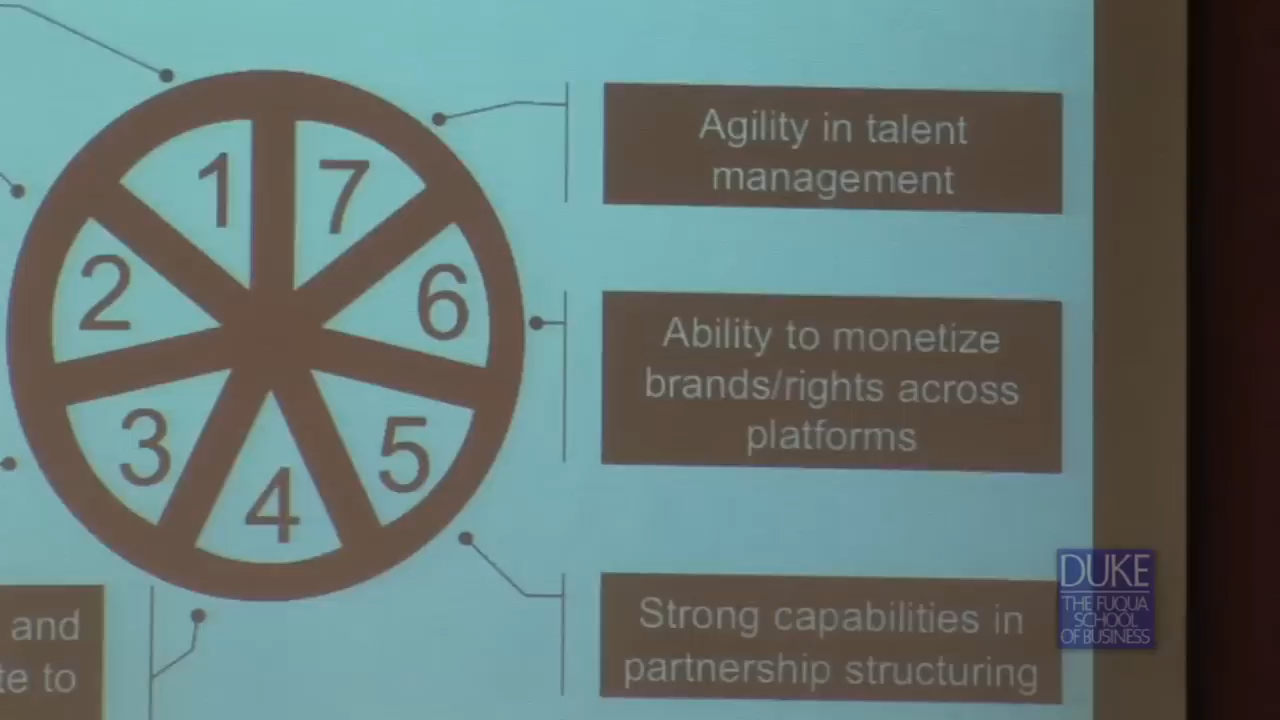 1
7
2
6
3
5
4
Agility in talent
management
Ability to monetize
brands/rights across
platforms
Strong capabilities in
partnership structuring
and
te to
DUKE
THE FUQUA
SCHOOL
OF BUSINESS